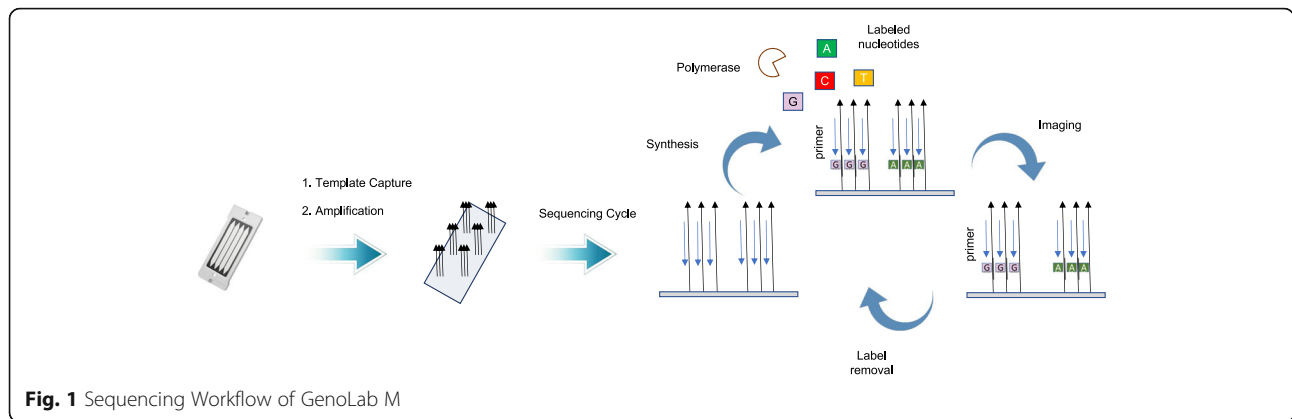 Labeled
nucleotides
Polymerase
A
C
T
G
Synthesis
primer
G G G
A A A
Imaging
1. Template Capture
2. Amplification
Sequencing Cycle
primer
G G G
A A A
Label
removal
Fig. 1 Sequencing Workflow of GenoLab M